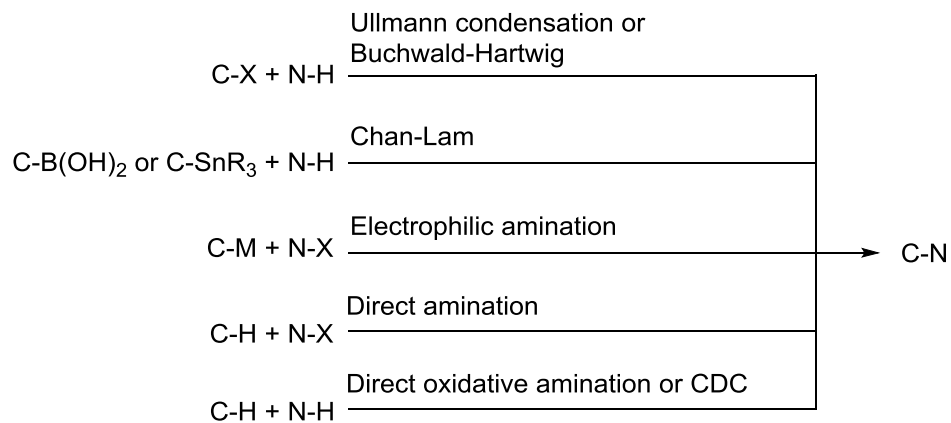 Ullmann condensation or
Buchwald-Hartwig
C-X + N-H
Chan-Lam
C-B(OH)₂ or C-SnR₃ + N-H
Electrophilic amination
C-M + N-X
C-N
Direct amination
C-H + N-X
Direct oxidative amination or CDC
C-H + N-H